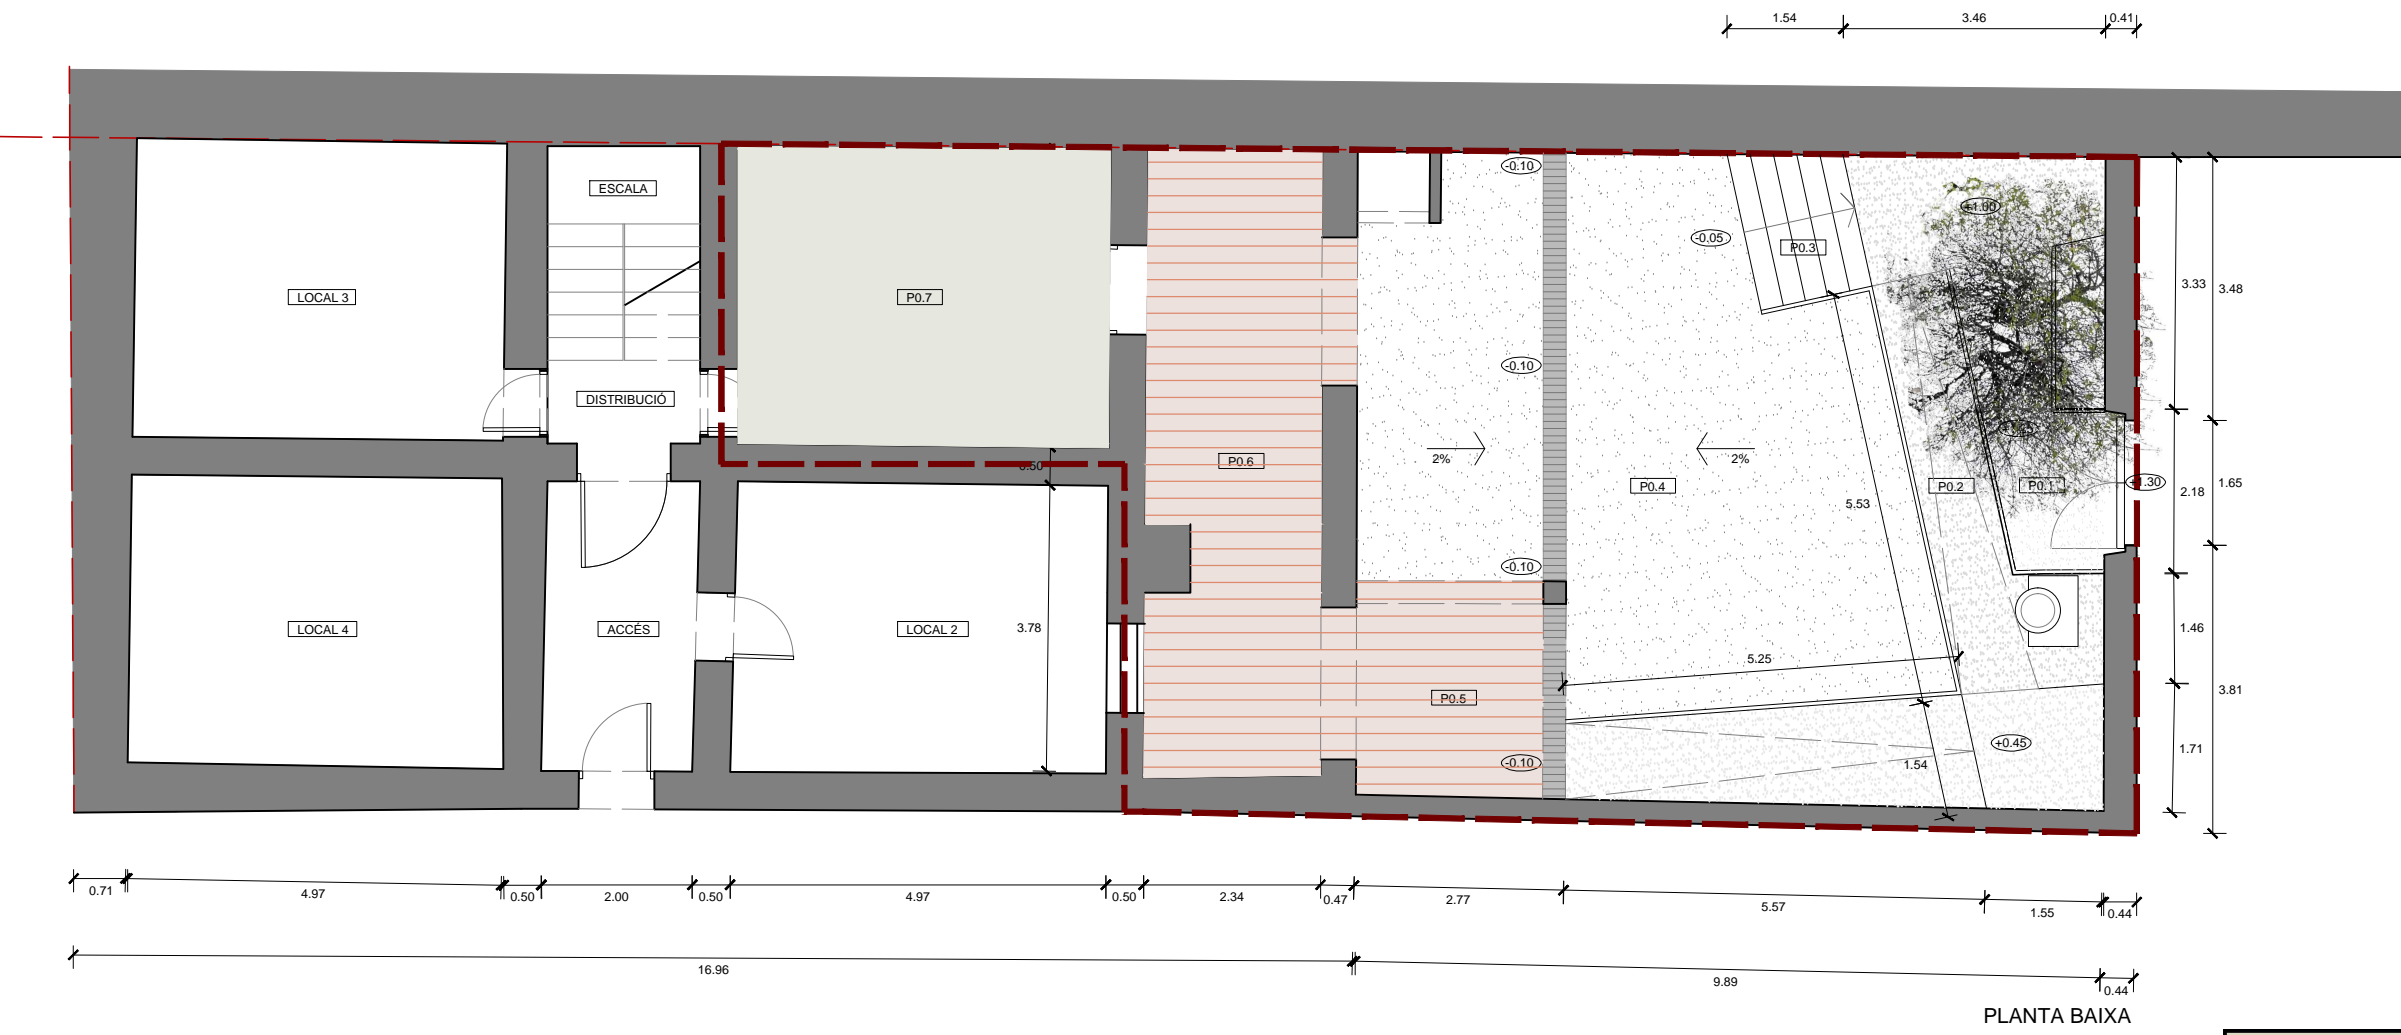 1.54 3.46 0.41
-0.10
ESCALA
+1.00
-0.05
P0.3
3.33 3.48
LOCAL 3
P0.7
-0.10
DISTRIBUCIÓ
2% 2%
0.50
P0.6
P0.4
P0.2
P0.1
+1.30
2.18 1.65
5.53
-0.10
LOCAL 4
ACCÉS
3.78
LOCAL 2
1.46
5.25
P0.5
3.81
-0.10
+0.45
1.71
1.54
0.71 4.97 0.50 2.00 0.50 4.97 0.50 2.34 0.47 2.77 5.57 1.55 0.44
16.96 9.89 0.44
PLANTA BAIXA